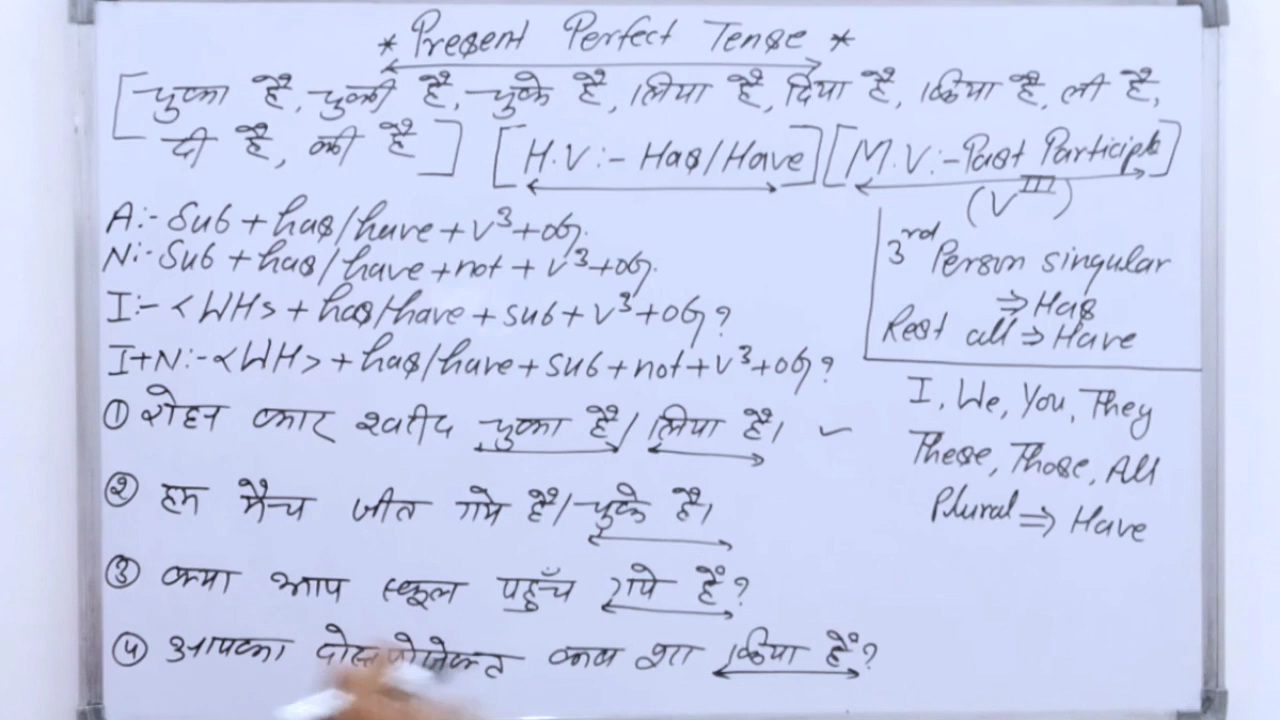 * Present Perfect Tense *
[चुका है, चुकी है, चुके है, लिया है, दिया है, किया है, ली है,
दी है, की है] [H.V:- Has/Have] [M.V:-Past Participle]
(V III)
A:- Sub + has/have + v³ + obj.
N:- Sub + has/have + not + v³ + obj.
I:- <WH> + has/have + sub + v³ + obj?
I+N:- <WH> + has/have + sub + not + v³ + obj?
3rd Person singular
⇒ Has
Rest all ⇒ Have
I, We, You, They
These, Those, All
Plural ⇒ Have
① रोहन कार खरीद चुका है/ लिया है। ✓
② हम मैच जीत गये है/ चुके है।
③ क्या आप स्कूल पहुँच गये हैं?
④ आपका दोस्त कब किया हैं?